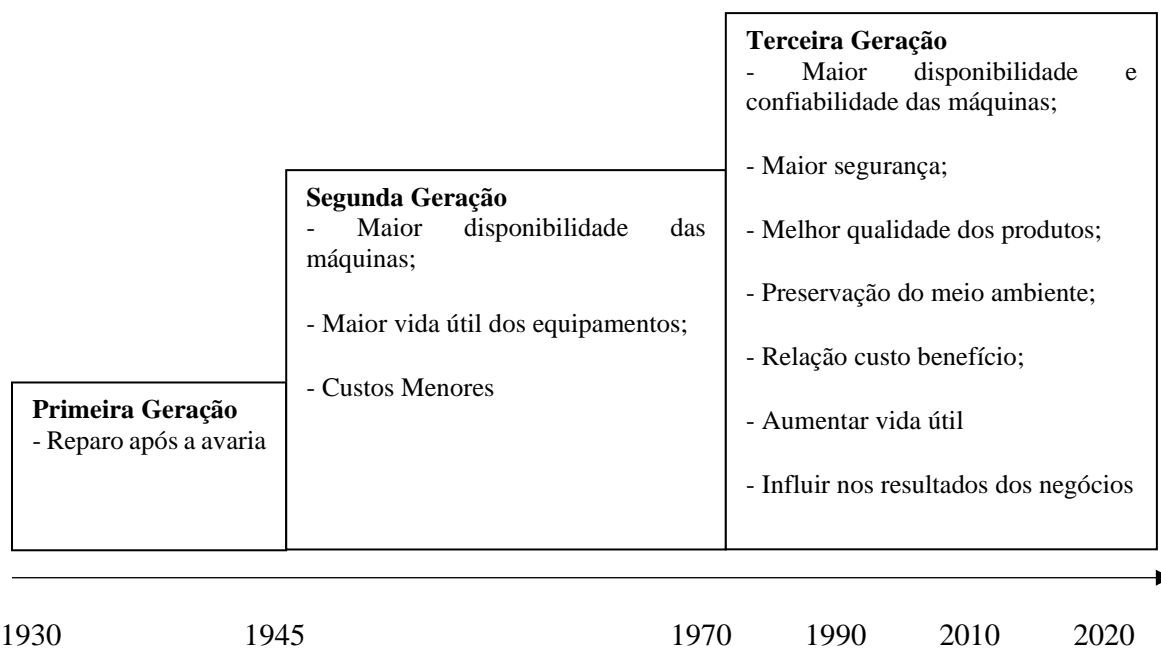 Terceira Geração
- Maior disponibilidade e
confiabilidade das máquinas;
- Maior segurança;
- Melhor qualidade dos produtos;
- Preservação do meio ambiente;
- Relação custo benefício;
- Aumentar vida útil
- Influir nos resultados dos negócios
Segunda Geração
- Maior disponibilidade das
máquinas;
- Maior vida útil dos equipamentos;
- Custos Menores
Primeira Geração
- Reparo após a avaria
1930 1945 1970 1990 2010 2020